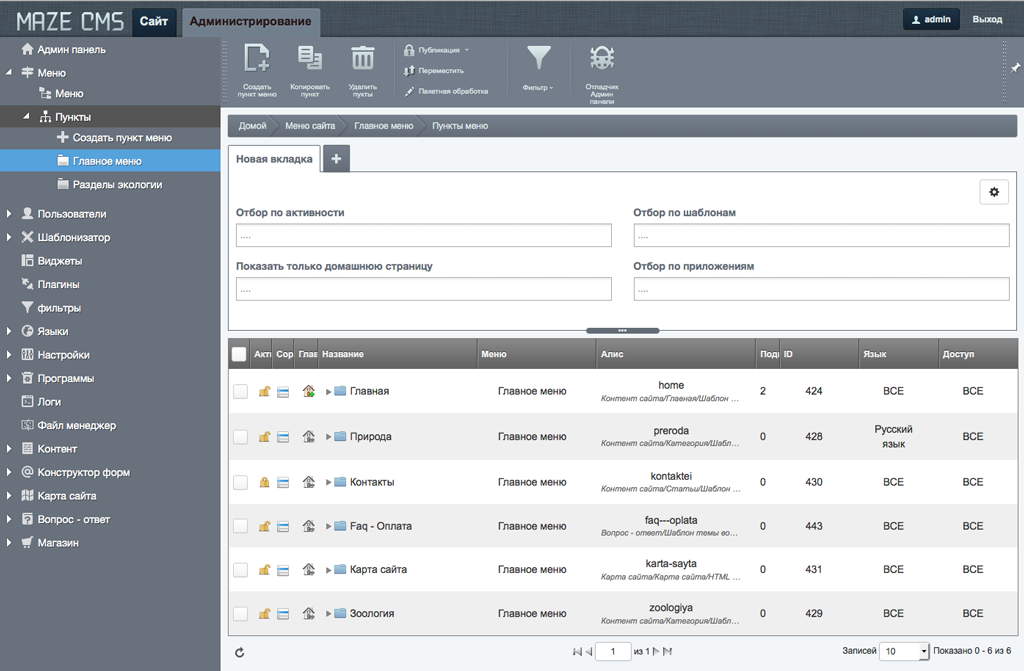 MAZE CMS
Сайт
Администрирование
admin
Выход
Админ панель
Меню
Меню
Пункты
Создать пункт меню
Главное меню
Разделы экологии
Пользователи
Шаблонизатор
Виджеты
Плагины
фильтры
Языки
Настройки
Программы
Логи
Файл менеджер
Контент
Конструктор форм
Карта сайта
Вопрос - ответ
Магазин
Создать
пункт меню
Копировать
пункт
Удалить
пукты
Публикация
Переместить
Пакетная обработка
Фильтр
Отладчик
Админ
панели
Домой
Меню сайта
Главное меню
Пункты меню
Новая вкладка
+
Отбор по активности
....
Отбор по шаблонам
....
Показать только домашнюю страницу
....
Отбор по приложениям
....
Акти Сор Глав Название Меню Алис Поды ID Язык Доступ
Главная Главное меню home 2 424 ВСЕ ВСЕ
Контент сайта/Главная/Шаблон ...
Природа Главное меню preroda 0 428 Русский язык ВСЕ
Контент сайта/Категория/Шабл...
Контакты Главное меню kontaktei 0 430 ВСЕ ВСЕ
Контент сайта/Статьи/Шаблон ...
Faq - Оплата Главное меню faq---oplata 0 443 ВСЕ ВСЕ
Вопрос - ответ/Шаблон темы во...
Карта сайта Главное меню karta-sayta 0 431 ВСЕ ВСЕ
Карта сайта/Карта сайта/HTML ...
Зоология Главное меню zoologiya 0 429 ВСЕ ВСЕ
Контент сайта/Категория/Шабл...
1 из 1
Записей 10 Показано 0 - 6 из 6